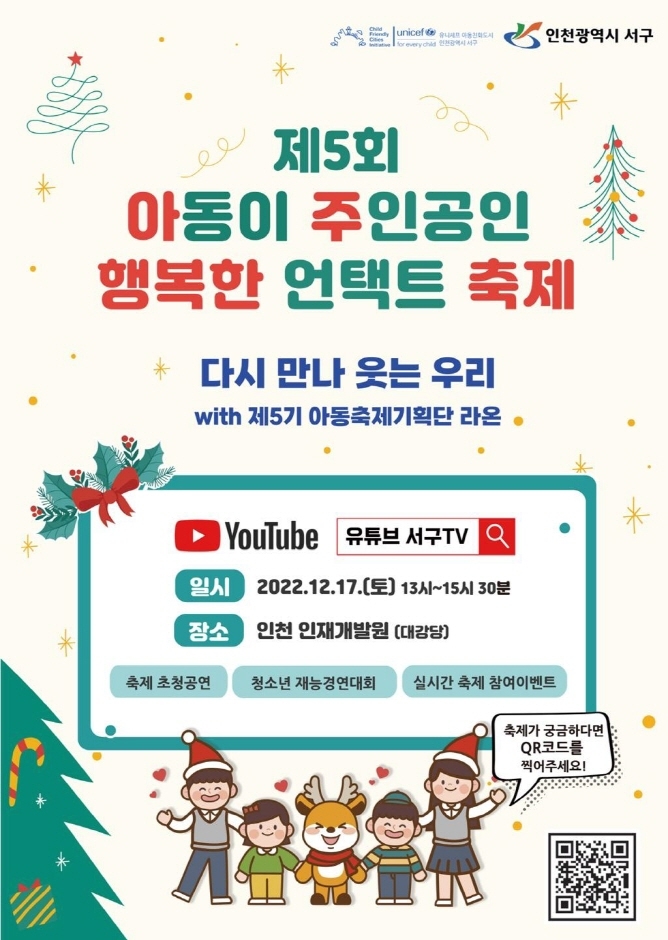 Child
Friendly
Cities
Initiative
unicef
for every child
유니세프 아동친화도시
인천광역시 서구
인천광역시 서구
제5회
아동이 주인공인
행복한 언택트 축제
다시 만나 웃는 우리
with 제5기 아동축제기획단 라온
YouTube 유튜브 서구TV
일시 2022.12.17.(토) 13시~15시 30분
장소 인천 인재개발원 (대강당)
축제 초청공연 청소년 재능경연대회 실시간 축제 참여이벤트
축제가 궁금하다면
QR코드를
찍어주세요!